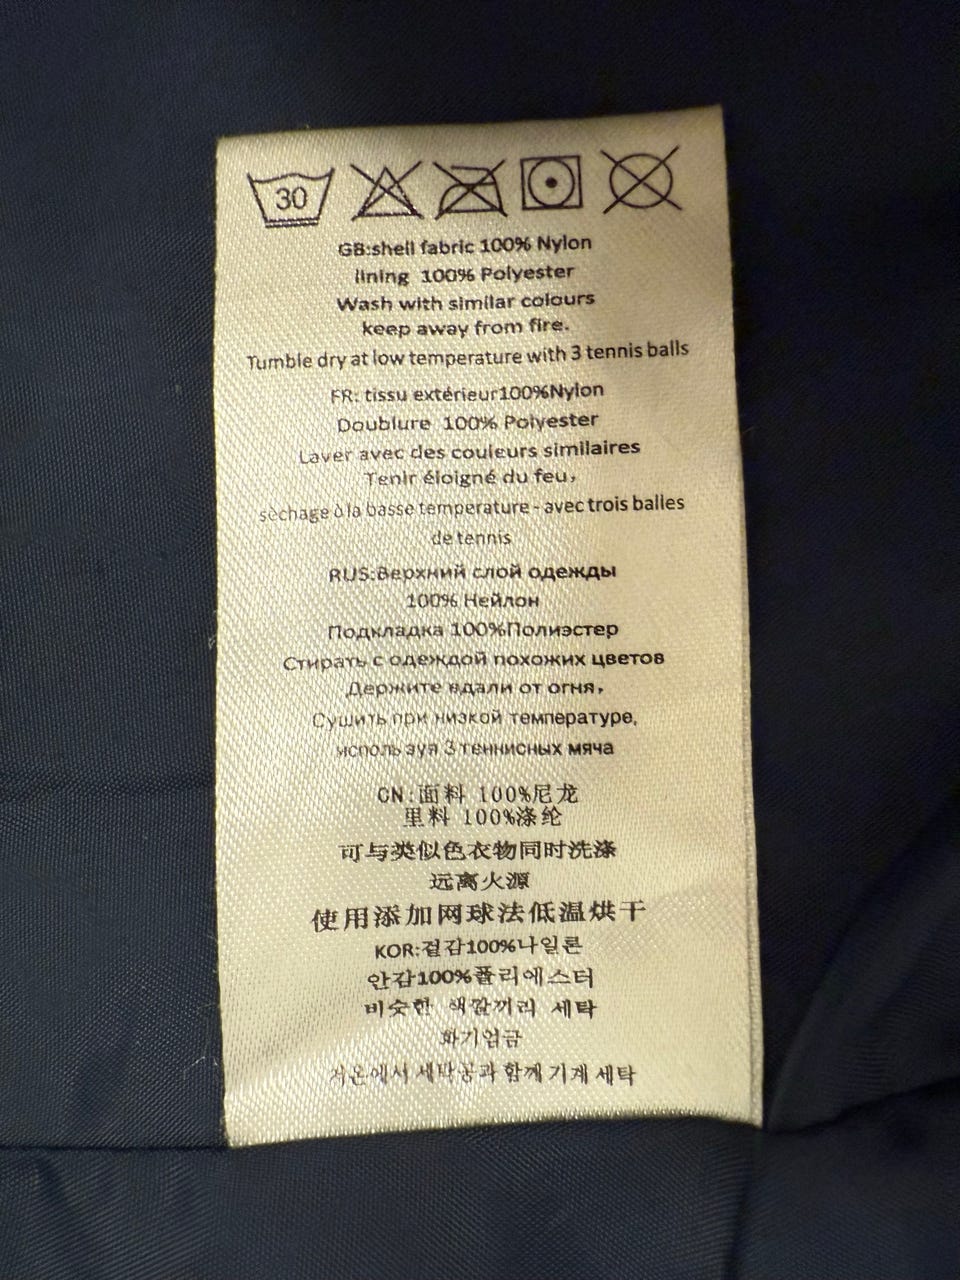 30
GB:shell fabric 100% Nylon
lining 100% Polyester
Wash with similar colours
keep away from fire.
Tumble dry at low temperature with 3 tennis balls
FR: tissu extérieur100%Nylon
Doublure 100% Polyester
Laver avec des couleurs similaires
Tenir éloigné du feu,
sèchage à la basse temperature - avec trois balles
de tennis
RUS:Верхний слой одежды
100% Нейлон
Подкладка 100%Полиэстер
Стирать с одеждой похожих цветов
Держите вдали от огня,
Сушить при низкой температуре,
используя 3 теннисных мяча
CN:面料 100%尼龙
里料 100%涤纶
可与类似色衣物同时洗涤
远离火源
使用添加网球法低温烘干
KOR:겉감100%나일론
안감100%폴리에스터
비슷한 색깔끼리 세탁
화기엄금
저온에서 세탁공과 함께 기계 세탁